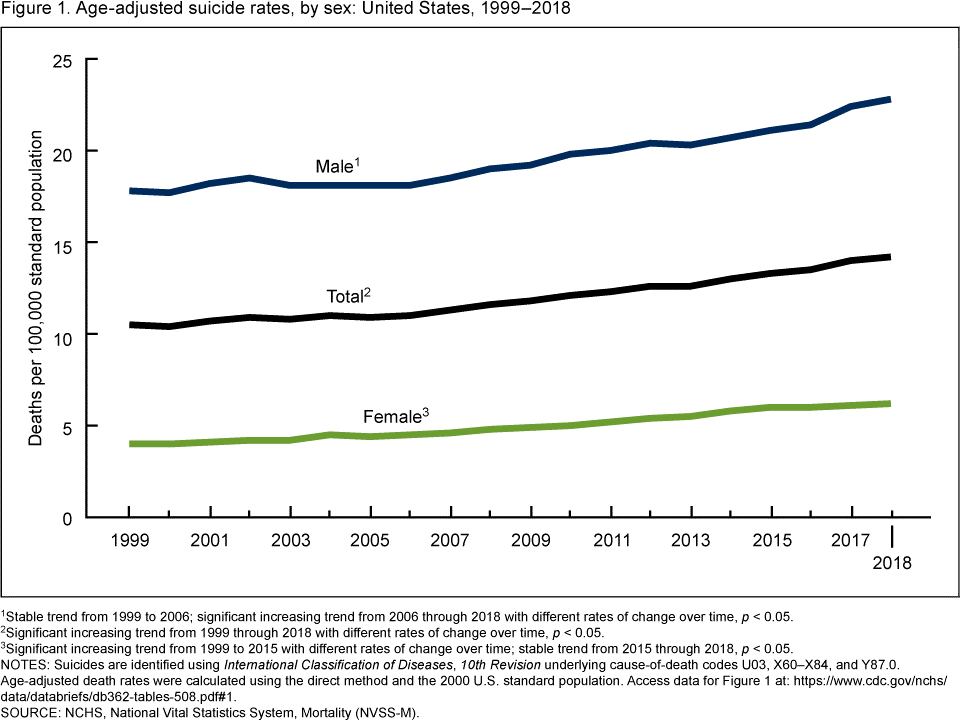 Figure 1. Age-adjusted suicide rates, by sex: United States, 1999–2018
25
20
15
10
5
0
Deaths per 100,000 standard population
Male1
Total2
Female3
1999 2001 2003 2005 2007 2009 2011 2013 2015 2017
2018
1Stable trend from 1999 to 2006; significant increasing trend from 2006 through 2018 with different rates of change over time, p < 0.05.
2Significant increasing trend from 1999 through 2018 with different rates of change over time, p < 0.05.
3Significant increasing trend from 1999 to 2015 with different rates of change over time; stable trend from 2015 through 2018, p < 0.05.
NOTES: Suicides are identified using International Classification of Diseases, 10th Revision underlying cause-of-death codes U03, X60–X84, and Y87.0.
Age-adjusted death rates were calculated using the direct method and the 2000 U.S. standard population. Access data for Figure 1 at: https://www.cdc.gov/nchs/
data/databriefs/db362-tables-508.pdf#1.
SOURCE: NCHS, National Vital Statistics System, Mortality (NVSS-M).